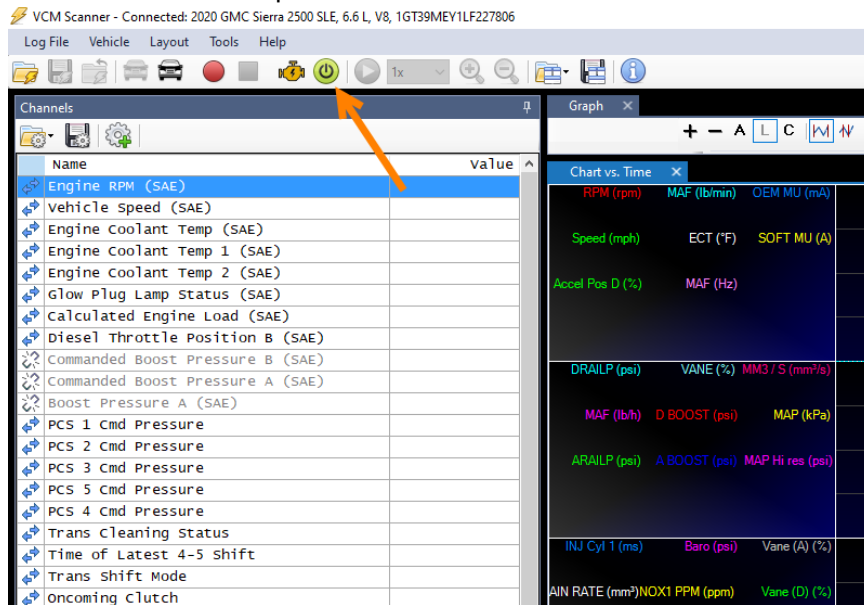 VCM Scanner - Connected: 2020 GMC Sierra 2500 SLE, 6.6 L, V8, 1GT39MEY1LF227806
Log File Vehicle Layout Tools Help
1x
Channels
Graph
A L C
Name Value
Chart vs. Time
Engine RPM (SAE)
RPM (rpm) MAF (lb/min) OEM MU (mA)
Vehicle Speed (SAE)
Engine Coolant Temp (SAE)
Speed (mph) ECT (°F) SOFT MU (A)
Engine Coolant Temp 1 (SAE)
Engine Coolant Temp 2 (SAE)
Accel Pos D (%) MAF (Hz)
Glow Plug Lamp Status (SAE)
Calculated Engine Load (SAE)
Diesel Throttle Position B (SAE)
Commanded Boost Pressure B (SAE)
DRAILP (psi) VANE (%) MM3 / S (mm³/s)
Commanded Boost Pressure A (SAE)
Boost Pressure A (SAE)
MAF (lb/h) D BOOST (psi) MAP (kPa)
PCS 1 Cmd Pressure
PCS 2 Cmd Pressure
PCS 3 Cmd Pressure
ARAILP (psi) A BOOST (psi) MAP Hi res (psi)
PCS 5 Cmd Pressure
PCS 4 Cmd Pressure
Trans Cleaning Status
Time of Latest 4-5 Shift
INJ Cyl 1 (ms) Baro (psi) Vane (A) (%)
Trans Shift Mode
Oncoming Clutch
AIN RATE (mm³) NOX1 PPM (ppm) Vane (D) (%)